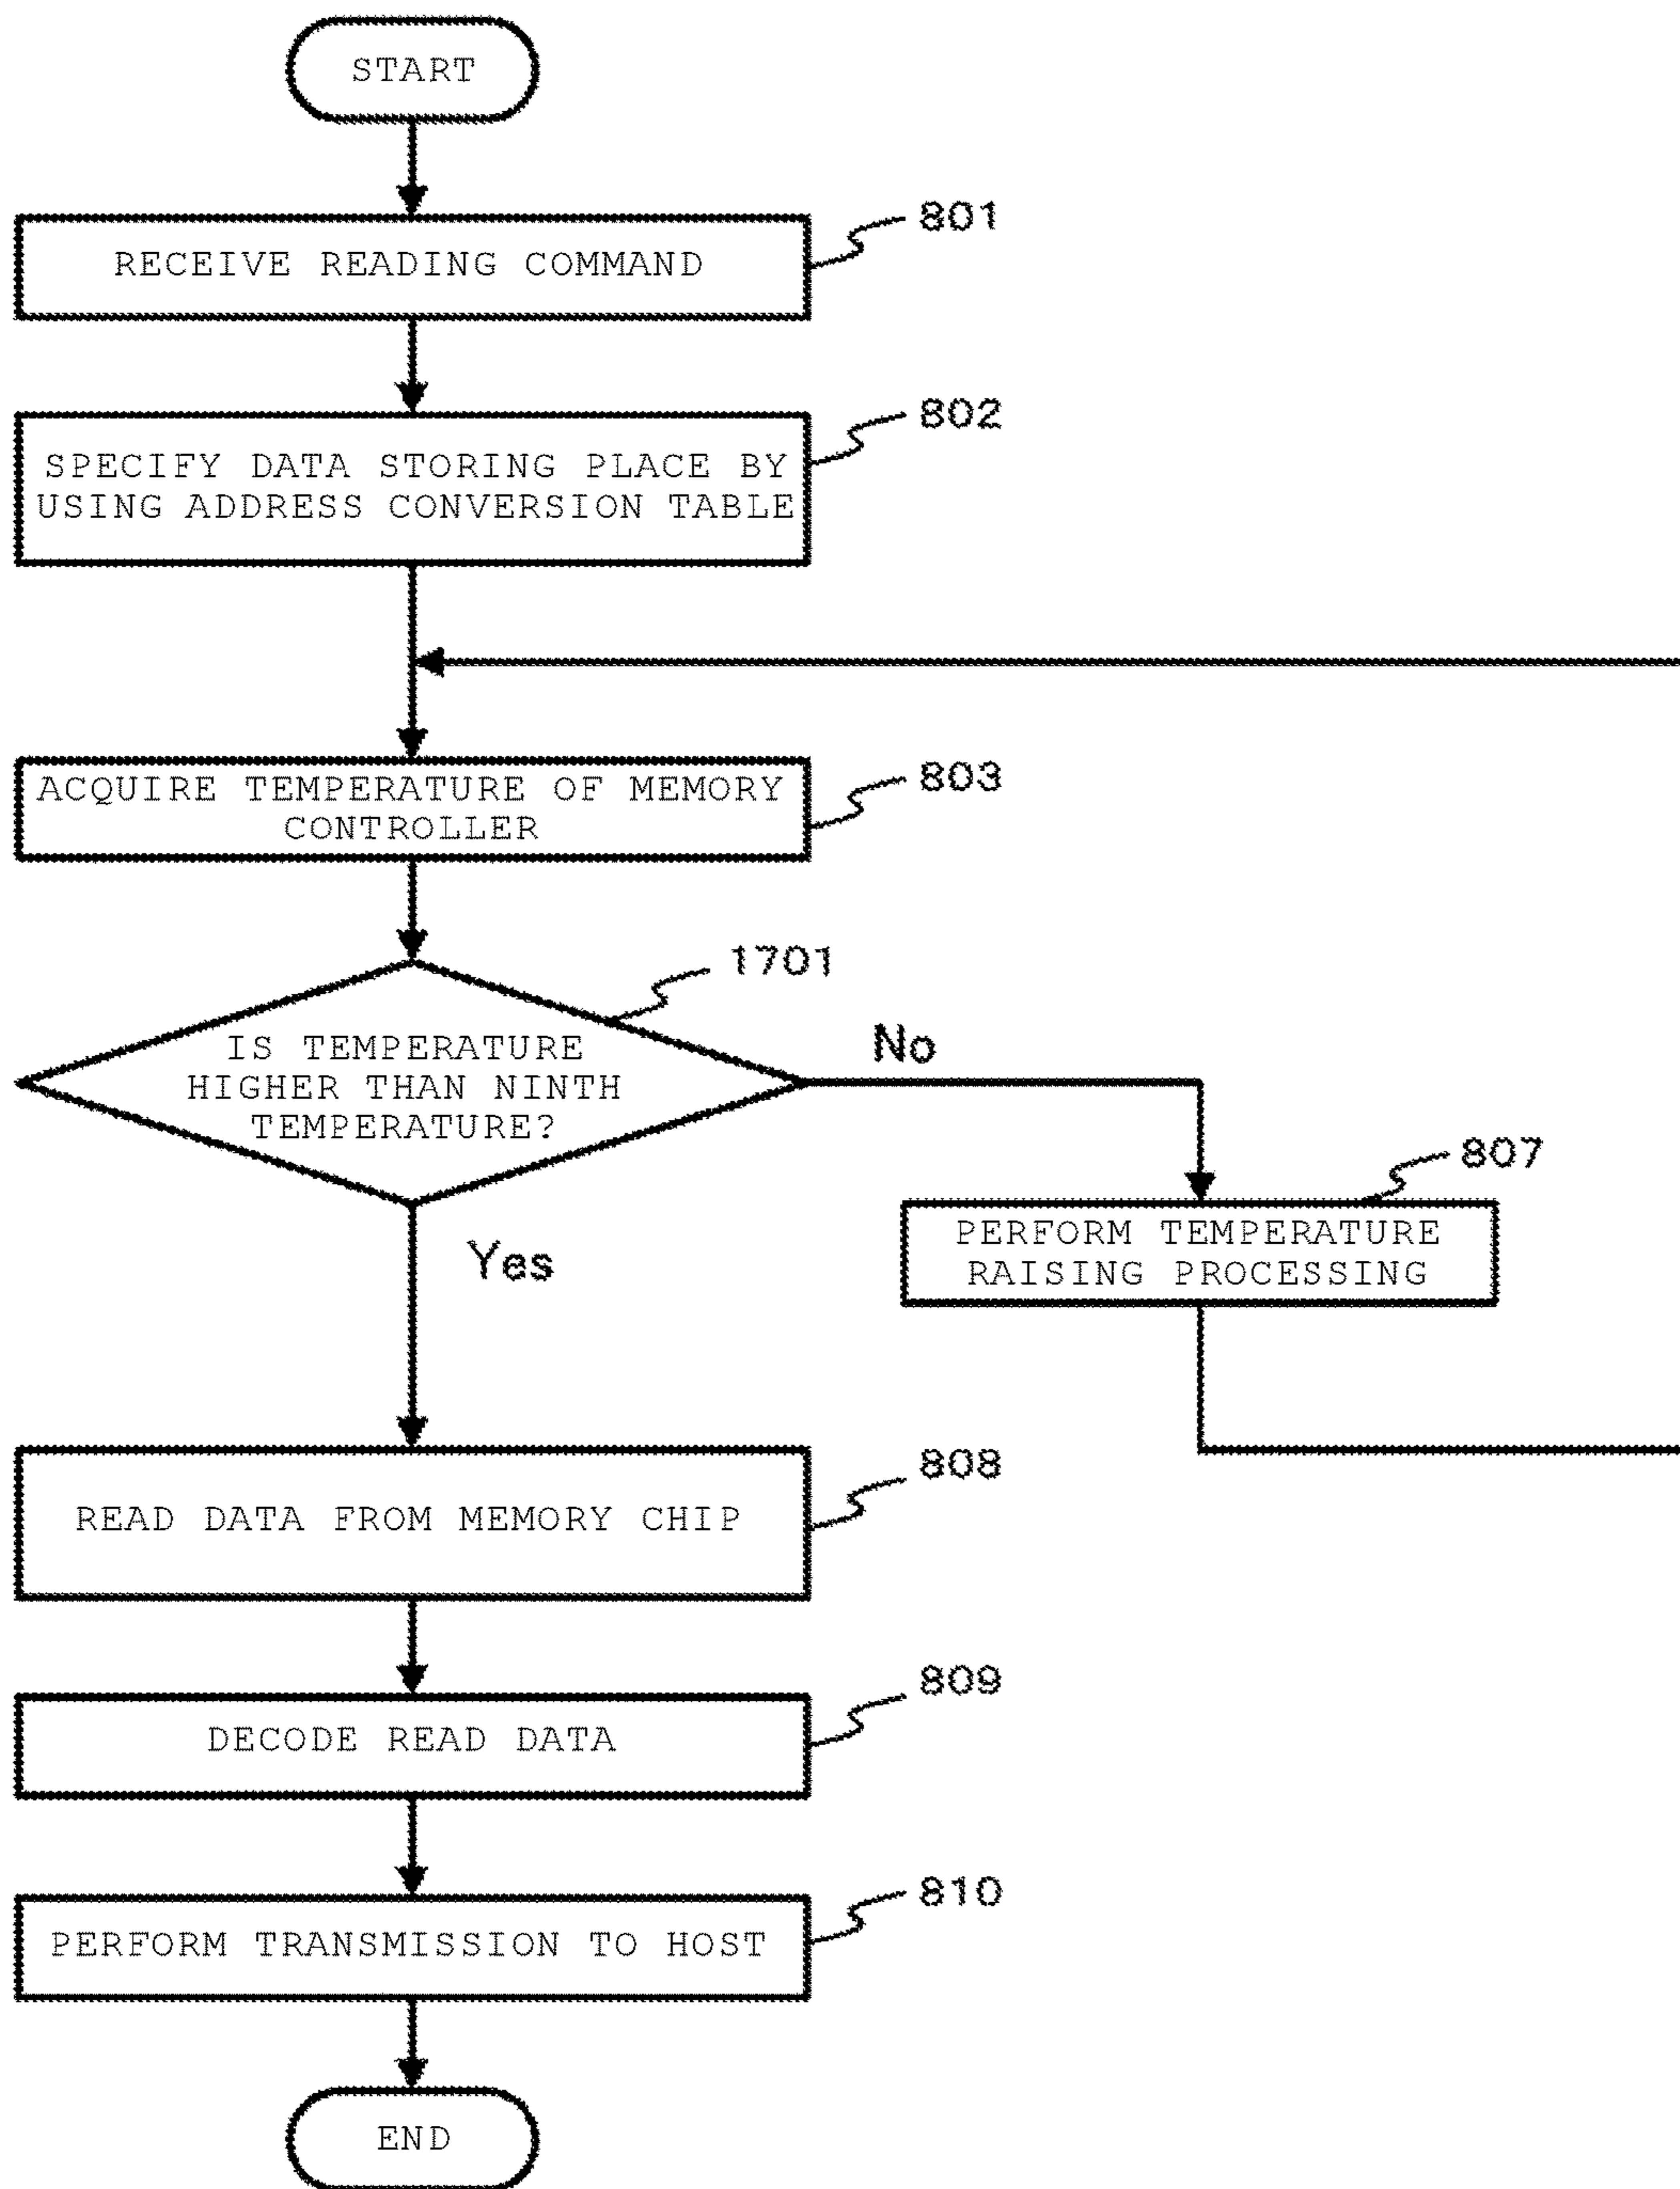 START
801
RECEIVE READING COMMAND
802
SPECIFY DATA STORING PLACE BY
USING ADDRESS CONVERSION TABLE
803
ACQUIRE TEMPERATURE OF MEMORY
CONTROLLER
1701
IS TEMPERATURE
HIGHER THAN NINTH
TEMPERATURE?
No
807
PERFORM TEMPERATURE
RAISING PROCESSING
Yes
808
READ DATA FROM MEMORY CHIP
809
DECODE READ DATA
810
PERFORM TRANSMISSION TO HOST
END